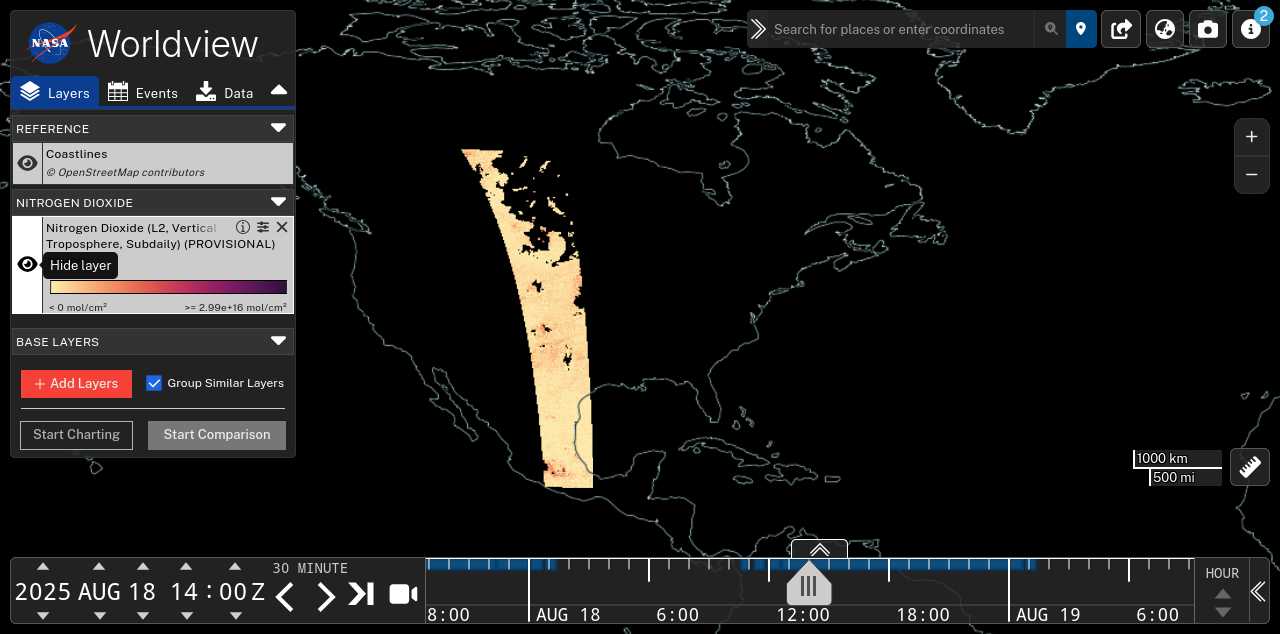 NASA
Worldview
Layers
Events
Data
REFERENCE
Coastlines
© OpenStreetMap contributors
NITROGEN DIOXIDE
Nitrogen Dioxide (L2, Vertical
Troposphere, Subdaily) (PROVISIONAL)
Hide layer
< 0 mol/cm²
>= 2.99e+16 mol/cm²
BASE LAYERS
+ Add Layers
Group Similar Layers
Start Charting
Start Comparison
Search for places or enter coordinates
2
+
−
1000 km
500 mi
2025 AUG 18 14:00Z
30 MINUTE
8:00
AUG 18
6:00
12:00
18:00
AUG 19
6:00
HOUR